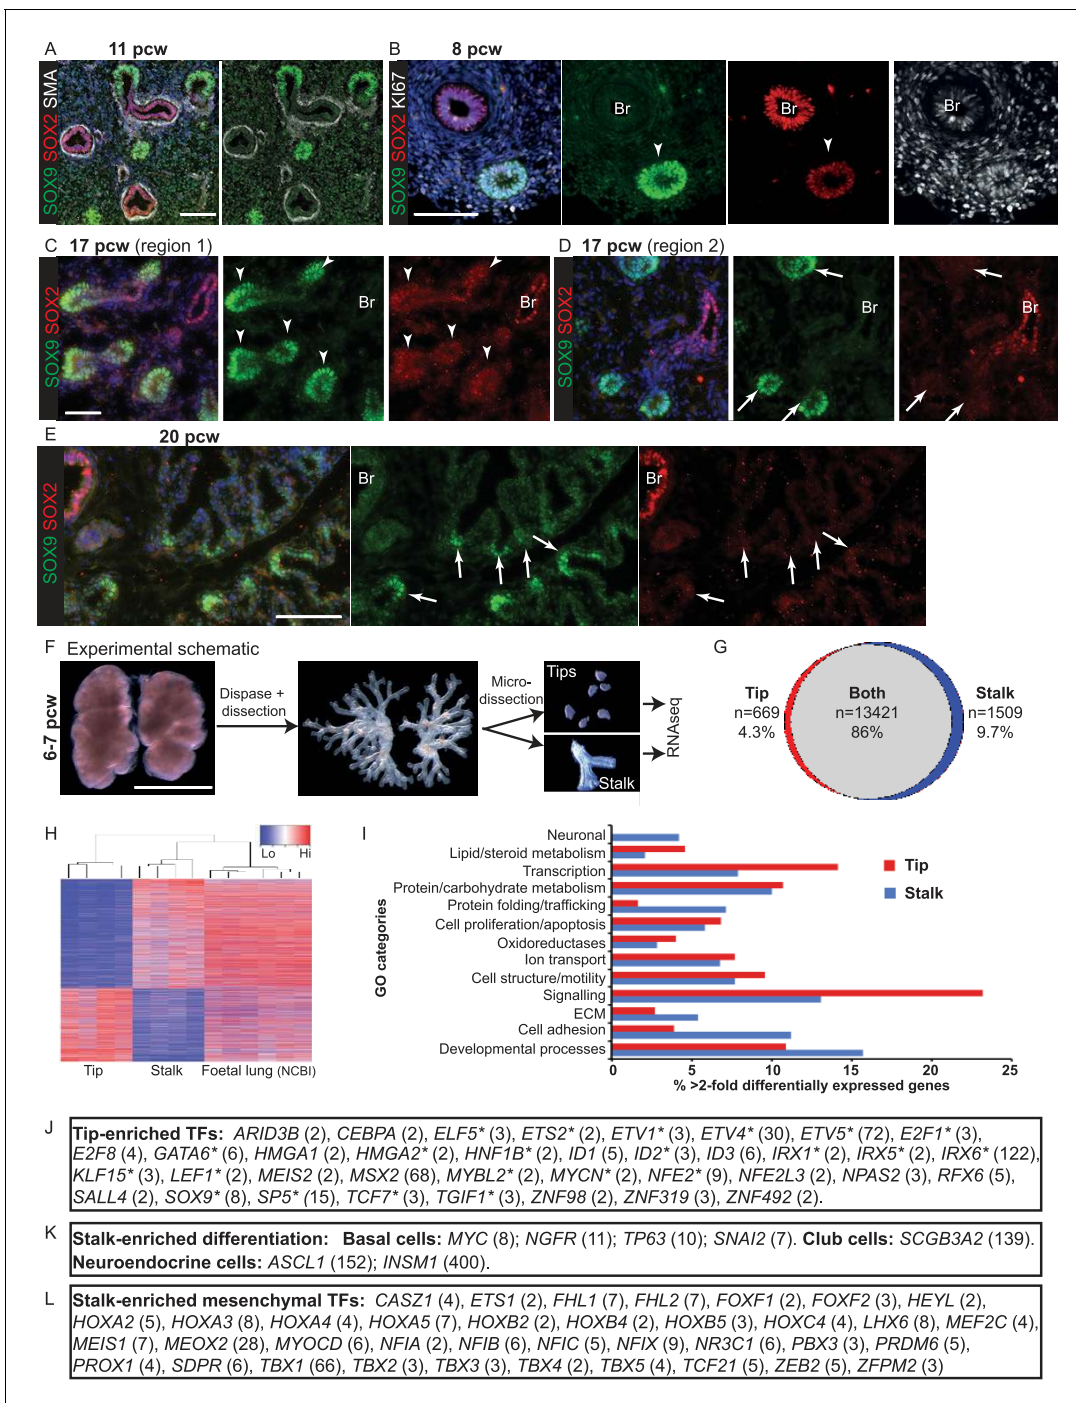 A 11 pcw
SOX9 SOX2 SMA
B 8 pcw
SOX9 SOX2 KI67
Br
Br
Br
C 17 pcw (region 1)
SOX9 SOX2
Br
Br
D 17 pcw (region 2)
SOX9 SOX2
Br
Br
E 20 pcw
SOX9 SOX2
Br
Br
F Experimental schematic
6-7 pcw
Dispase +
dissection
Micro-
dissection
Tips
Stalk
RNAseq
G
Tip
n=669
4.3%
Both
n=13421
86%
Stalk
n=1509
9.7%
H
Lo Hi
Tip Stalk Foetal lung (NCBI)
I
GO categories
Neuronal
Lipid/steroid metabolism
Transcription
Protein/carbohydrate metabolism
Protein folding/trafficking
Cell proliferation/apoptosis
Oxidoreductases
Ion transport
Cell structure/motility
Signalling
ECM
Cell adhesion
Developmental processes
Tip
Stalk
0 5 10 15 20 25
% >2-fold differentially expressed genes
J Tip-enriched TFs: ARID3B (2), CEBPA (2), ELF5* (3), ETS2* (2), ETV1* (3), ETV4* (30), ETV5* (72), E2F1* (3),
E2F8 (4), GATA6* (6), HMGA1 (2), HMGA2* (2), HNF1B* (2), ID1 (5), ID2* (3), ID3 (6), IRX1* (2), IRX5* (2), IRX6* (122),
KLF15* (3), LEF1* (2), MEIS2 (2), MSX2 (68), MYBL2* (2), MYCN* (2), NFE2* (9), NFE2L3 (2), NPAS2 (3), RFX6 (5),
SALL4 (2), SOX9* (8), SP5* (15), TCF7* (3), TGIF1* (3), ZNF98 (2), ZNF319 (3), ZNF492 (2).
K Stalk-enriched differentiation: Basal cells: MYC (8); NGFR (11); TP63 (10); SNAI2 (7). Club cells: SCGB3A2 (139).
Neuroendocrine cells: ASCL1 (152); INSM1 (400).
L Stalk-enriched mesenchymal TFs: CASZ1 (4), ETS1 (2), FHL1 (7), FHL2 (7), FOXF1 (2), FOXF2 (3), HEYL (2),
HOXA2 (5), HOXA3 (8), HOXA4 (4), HOXA5 (7), HOXB2 (2), HOXB4 (2), HOXB5 (3), HOXC4 (4), LHX6 (8), MEF2C (4),
MEIS1 (7), MEOX2 (28), MYOCD (6), NFIA (2), NFIB (6), NFIC (5), NFIX (9), NR3C1 (6), PBX3 (3), PRDM6 (5),
PROX1 (4), SDPR (6), TBX1 (66), TBX2 (3), TBX3 (3), TBX4 (2), TBX5 (4), TCF21 (5), ZEB2 (5), ZFPM2 (3)